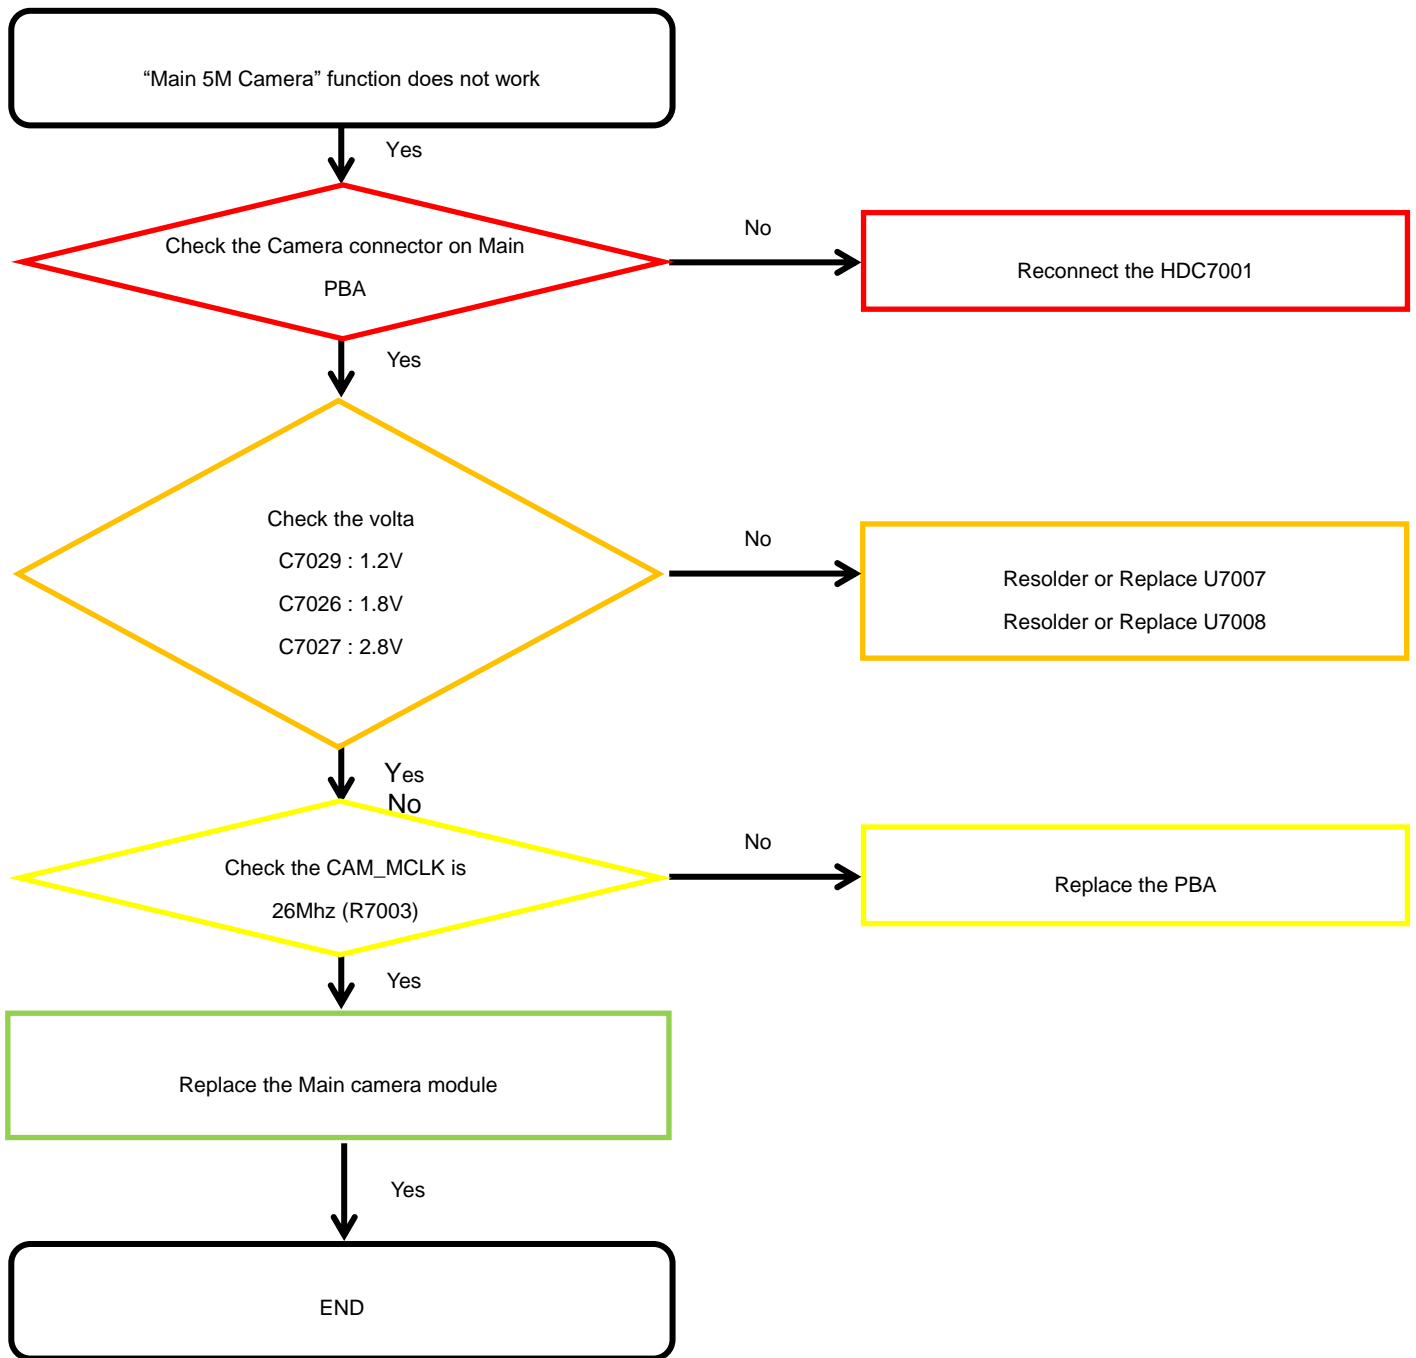 “Main 5M Camera” function does not work
Yes
Check the Camera connector on Main
PBA
No
Reconnect the HDC7001
Yes
Check the volta
C7029 : 1.2V
C7026 : 1.8V
C7027 : 2.8V
No
Resolder or Replace U7007
Resolder or Replace U7008
Yes
No
Check the CAM_MCLK is
26Mhz (R7003)
No
Replace the PBA
Yes
Replace the Main camera module
Yes
END